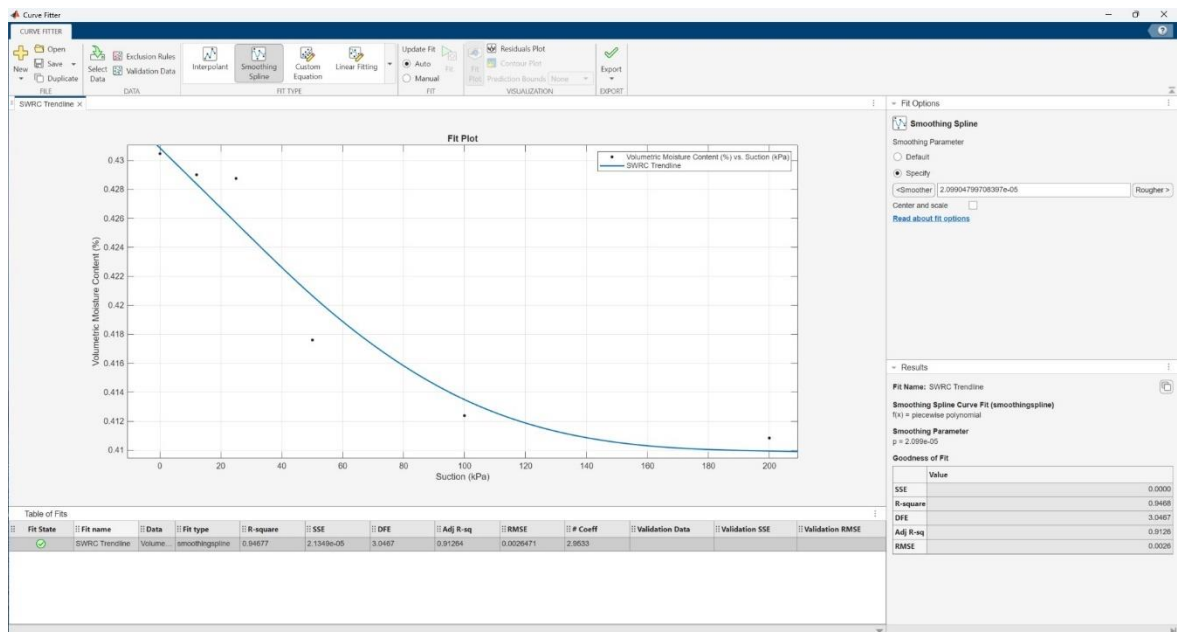 Curve Fitter
CURVE FITTER
New
Open
Save
Duplicate
FILE
Select Data
Exclusion Rules
Validation Data
DATA
Interpolant
Smoothing Spline
Custom Equation
Linear Fitting
FIT TYPE
Update Fit
Auto
Manual
Fit
FIT
Fit Plot
Residuals Plot
Contour Plot
Prediction Bounds None
VISUALIZATION
Export
EXPORT
SWRC Trendline
Fit Plot
Volumetric Moisture Content (%) vs. Suction (kPa)
SWRC Trendline
Volumetric Moisture Content (%)
0.43
0.428
0.426
0.424
0.422
0.42
0.418
0.416
0.414
0.412
0.41
0 20 40 60 80 100 120 140 160 180 200
Suction (kPa)
Fit Options
Smoothing Spline
Smoothing Parameter
Default
Specify
<Smoother 2.09904799708397e-05 Rougher >
Center and scale
Read about fit options
Results
Fit Name: SWRC Trendline
Smoothing Spline Curve Fit (smoothingspline)
f(x) = piecewise polynomial
Smoothing Parameter
p = 2.099e-05
Goodness of Fit
Value
SSE 0.0000
R-square 0.9468
DFE 3.0467
Adj R-sq 0.9126
RMSE 0.0026
Table of Fits
Fit State Fit name Data Fit type R-square SSE DFE Adj R-sq RMSE # Coeff Validation Data Validation SSE Validation RMSE
SWRC Trendline Volume... smoothingspline 0.94677 2.1349e-05 3.0467 0.91264 0.0026471 2.9533